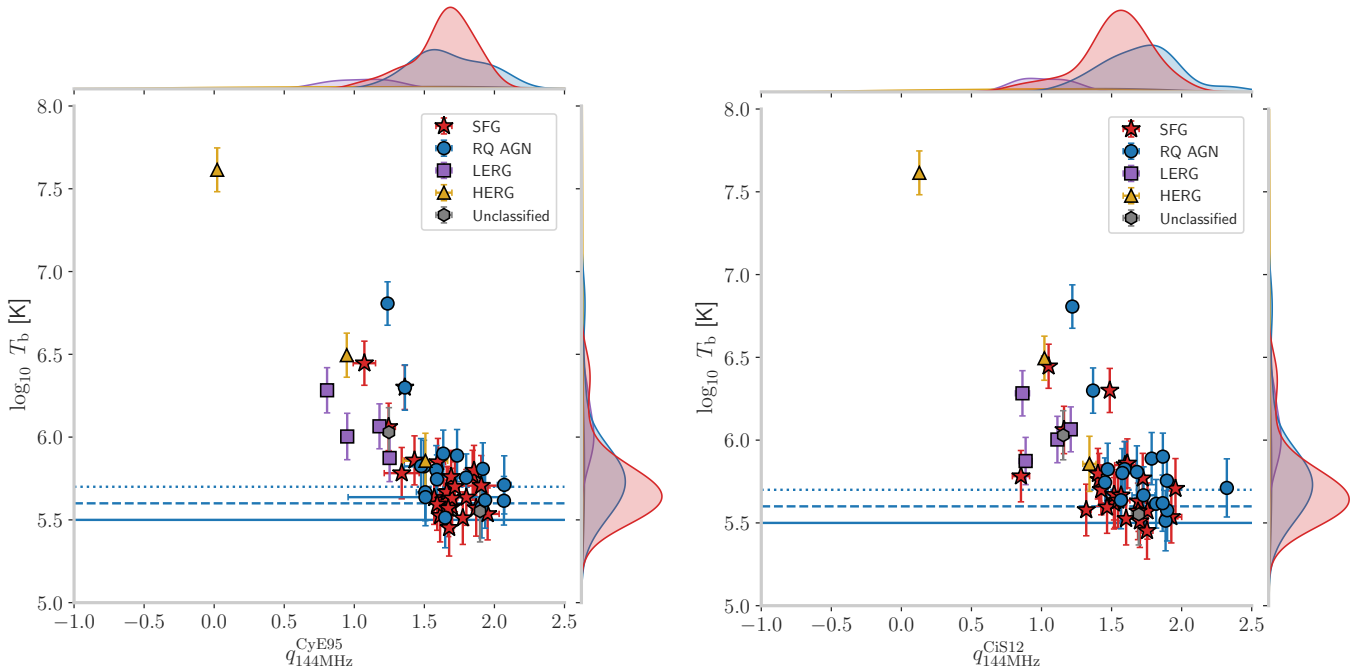 8.0
7.5
7.0
6.5
6.0
5.5
5.0
log₁₀ T_b [K]
SFG
RQ AGN
LERG
HERG
Unclassified
−1.0 −0.5 0.0 0.5 1.0 1.5 2.0 2.5
q_144MHz^CyE95
8.0
7.5
7.0
6.5
6.0
5.5
5.0
log₁₀ T_b [K]
SFG
RQ AGN
LERG
HERG
Unclassified
−1.0 −0.5 0.0 0.5 1.0 1.5 2.0 2.5
q_144MHz^CiS12